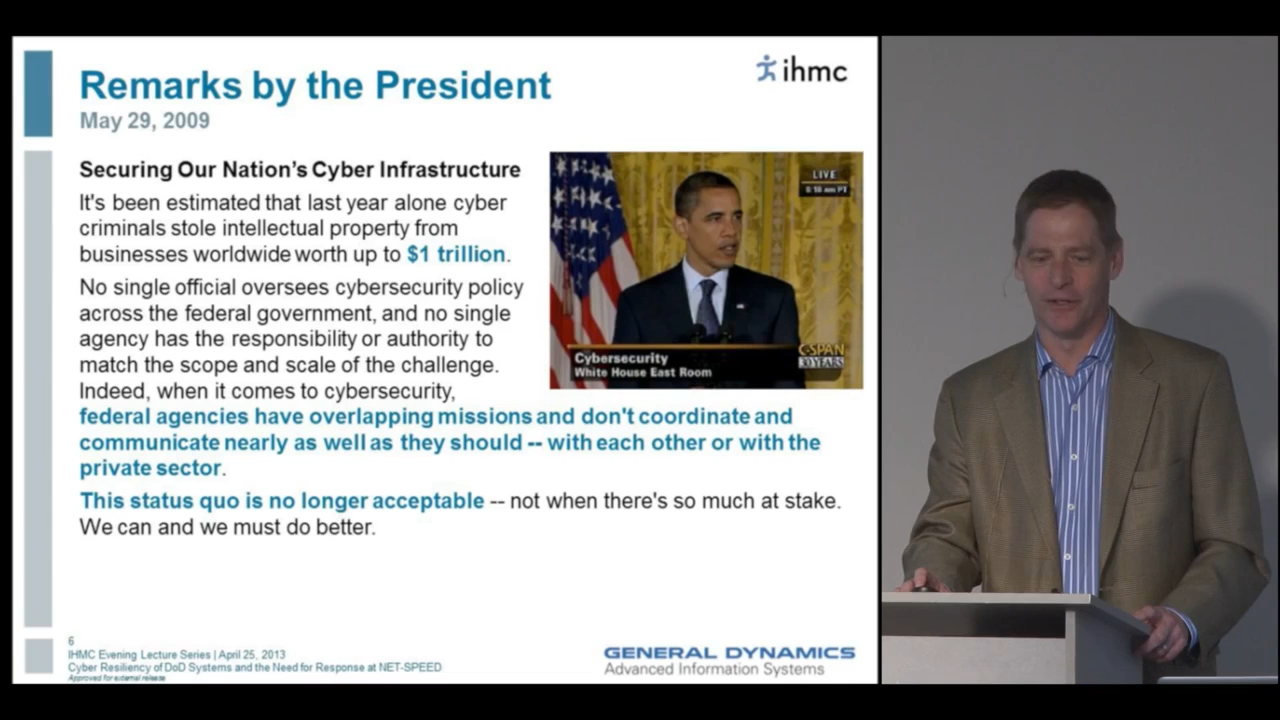 Remarks by the President
May 29, 2009
ihmc
Securing Our Nation's Cyber Infrastructure
It's been estimated that last year alone cyber
criminals stole intellectual property from
businesses worldwide worth up to $1 trillion.
No single official oversees cybersecurity policy
across the federal government, and no single
agency has the responsibility or authority to
match the scope and scale of the challenge.
Indeed, when it comes to cybersecurity,
federal agencies have overlapping missions and don't coordinate and
communicate nearly as well as they should -- with each other or with the
private sector.
This status quo is no longer acceptable -- not when there's so much at stake.
We can and we must do better.
LIVE
Cybersecurity
White House East Room
C-SPAN
30 YEARS
6
IHMC Evening Lecture Series | April 25, 2013
Cyber Resiliency of DoD Systems and the Need for Response at NET-SPEED
Approved for external release
GENERAL DYNAMICS
Advanced Information Systems